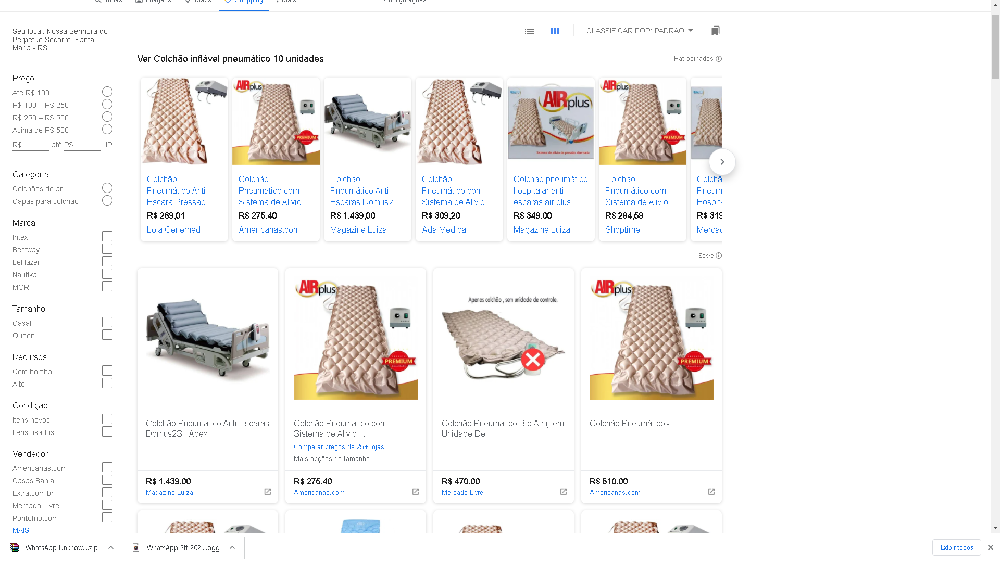 Todas
Imagens
Maps
Shopping
Mais
Configurações
Seu local: Nossa Senhora do
Perpetuo Socorro, Santa
Maria - RS
CLASSIFICAR POR: PADRÃO
Ver Colchão inflável pneumático 10 unidades
Patrocinados
Preço
Até R$ 100
R$ 100 – R$ 250
R$ 250 – R$ 500
Acima de R$ 500
R$ até R$ IR
Categoria
Colchões de ar
Capas para colchão
Marca
Intex
Bestway
bel lazer
Nautika
MOR
Tamanho
Casal
Queen
Recursos
Com bomba
Alto
Condição
Itens novos
Itens usados
Vendedor
Americanas.com
Casas Bahia
Extra.com.br
Mercado Livre
Pontofrio.com
MAIS
Colchão
Pneumático Anti
Escara Pressão...
R$ 269,01
Loja Cenemed
AIRplus
PREMIUM
Colchão
Pneumático com
Sistema de Alivio...
R$ 275,40
Americanas.com
Colchão
Pneumático Anti
Escaras Domus2...
R$ 1.439,00
Magazine Luiza
Colchão
Pneumático com
Sistema de Alivio ...
R$ 309,20
Ada Medical
AIRplus
Sistema de alívio de pressão alternada
Colchão pneumático
hospitalar anti
escaras air plus...
R$ 349,00
Magazine Luiza
AIRplus
PREMIUM
Colchão
Pneumático com
Sistema de Alivio...
R$ 284,58
Shoptime
Colchã
Pneum
Hospita
R$ 319
Mercad
Sobre
Colchão Pneumático Anti Escaras
Domus2S - Apex
R$ 1.439,00
Magazine Luiza
AIRplus
PREMIUM
Colchão Pneumático com
Sistema de Alivio ...
Comparar preços de 25+ lojas
Mais opções de tamanho
R$ 275,40
Americanas.com
Apenas colchão , sem unidade de controle.
Colchão Pneumático Bio Air (sem
Unidade De ...
R$ 470,00
Mercado Livre
AIRplus
PREMIUM
Colchão Pneumático -
R$ 510,00
Americanas.com
WhatsApp Unknow....zip
WhatsApp Ptt 202....ogg
Exibir todos